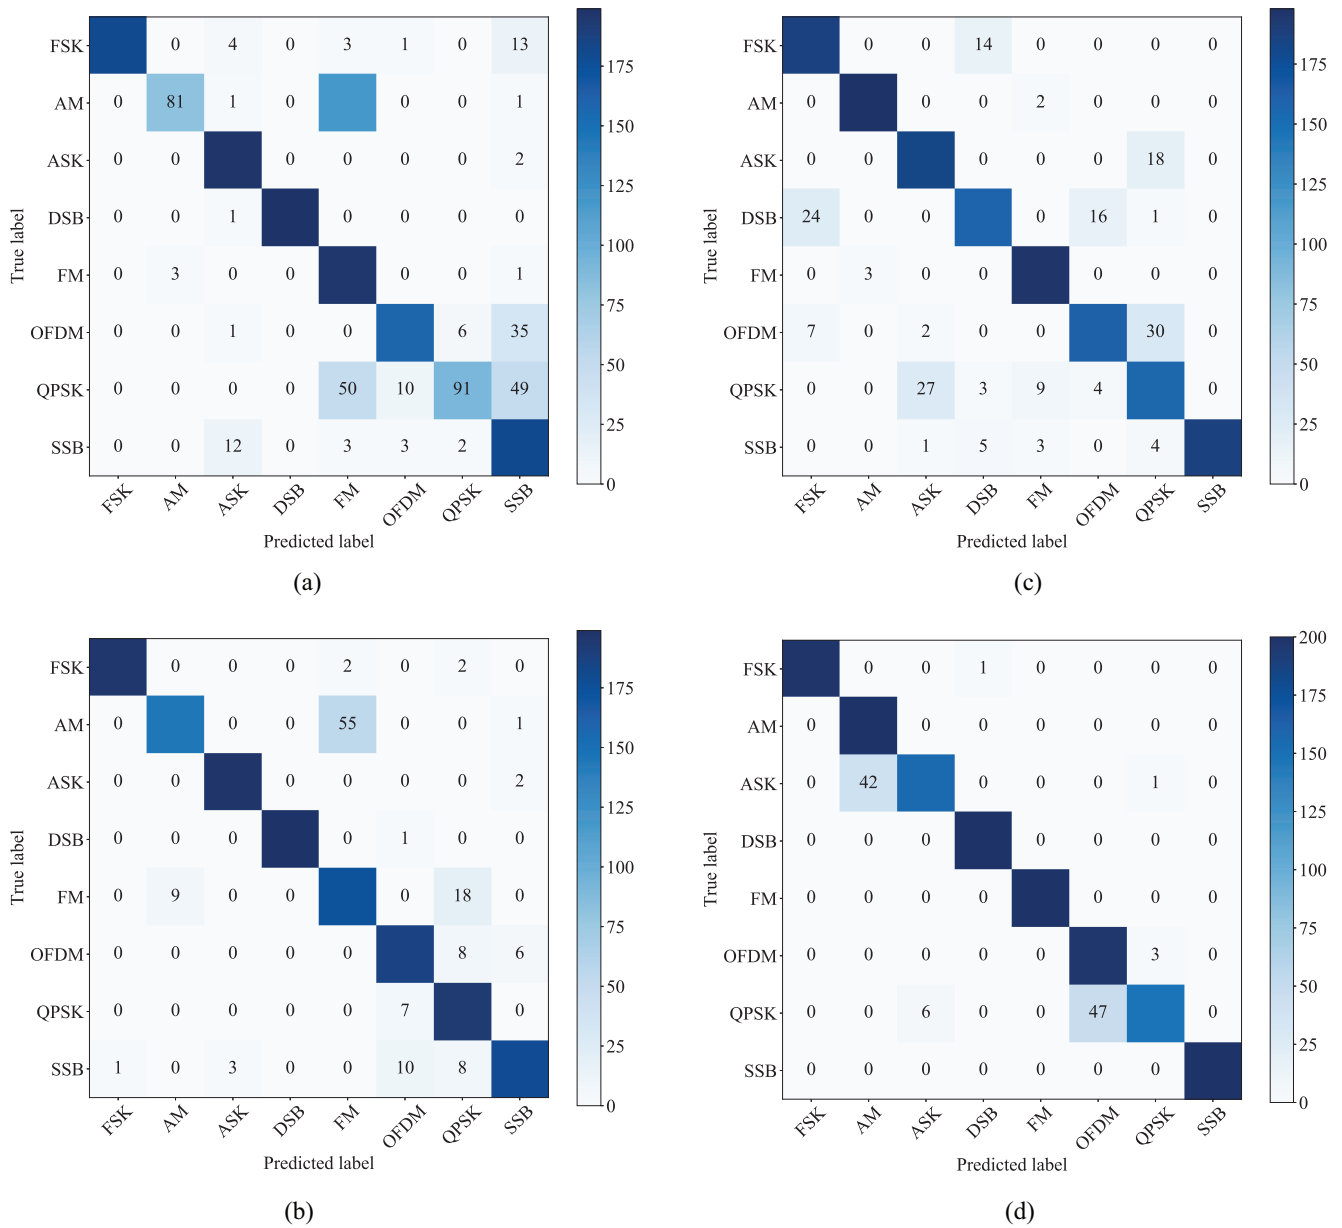 FSK 0 4 0 3 1 0 13
AM 0 81 1 0 0 0 1
ASK 0 0 0 0 0 0 2
DSB 0 0 1 0 0 0 0
FM 0 3 0 0 0 0 1
OFDM 0 0 1 0 0 6 35
QPSK 0 0 0 0 50 10 91 49
SSB 0 0 12 0 3 3 2
FSK AM ASK DSB FM OFDM QPSK SSB
Predicted label
True label
175
150
125
100
75
50
25
0
(a)
FSK 0 0 14 0 0 0 0
AM 0 0 0 2 0 0 0
ASK 0 0 0 0 0 18 0
DSB 24 0 0 0 16 1 0
FM 0 3 0 0 0 0 0
OFDM 7 0 2 0 0 30 0
QPSK 0 0 27 3 9 4 0
SSB 0 0 1 5 3 0 4
FSK AM ASK DSB FM OFDM QPSK SSB
Predicted label
True label
175
150
125
100
75
50
25
0
(c)
FSK 0 0 0 2 0 2 0
AM 0 0 0 55 0 0 1
ASK 0 0 0 0 0 0 2
DSB 0 0 0 0 1 0 0
FM 0 9 0 0 0 18 0
OFDM 0 0 0 0 0 8 6
QPSK 0 0 0 0 0 7 0
SSB 1 0 3 0 0 10 8
FSK AM ASK DSB FM OFDM QPSK SSB
Predicted label
True label
175
150
125
100
75
50
25
0
(b)
FSK 0 0 1 0 0 0 0
AM 0 0 0 0 0 0 0
ASK 0 42 0 0 0 1 0
DSB 0 0 0 0 0 0 0
FM 0 0 0 0 0 0 0
OFDM 0 0 0 0 0 3 0
QPSK 0 0 6 0 0 47 0
SSB 0 0 0 0 0 0 0
FSK AM ASK DSB FM OFDM QPSK SSB
Predicted label
True label
200
175
150
125
100
75
50
25
0
(d)